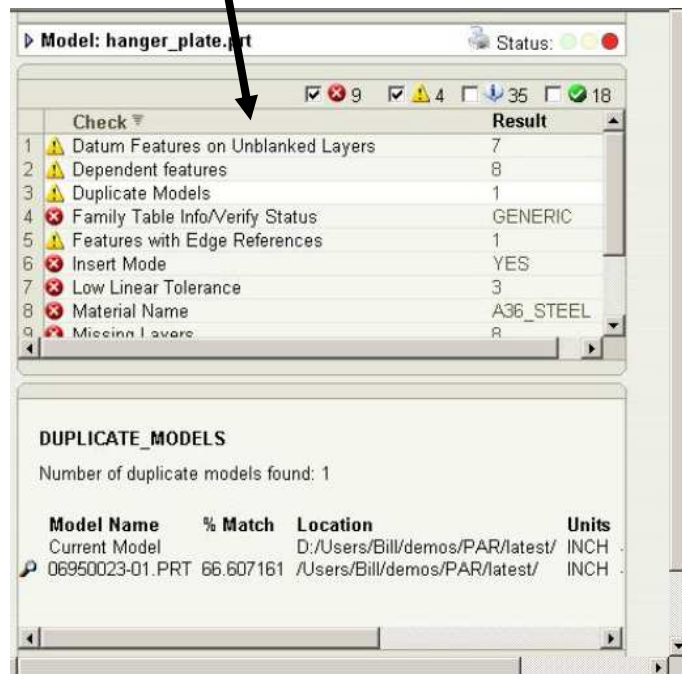 Model: hanger_plate.prt Status:
9 4 35 18
Check Result
1 Datum Features on Unblanked Layers 7
2 Dependent features 8
3 Duplicate Models 1
4 Family Table Info/Verify Status GENERIC
5 Features with Edge References 1
6 Insert Mode YES
7 Low Linear Tolerance 3
8 Material Name A36_STEEL
9 Missing Layers 8
DUPLICATE_MODELS
Number of duplicate models found: 1
Model Name % Match Location Units
Current Model D:/Users/Bill/demos/PAR/latest/ INCH
06950023-01.PRT 66.607161 /Users/Bill/demos/PAR/latest/ INCH